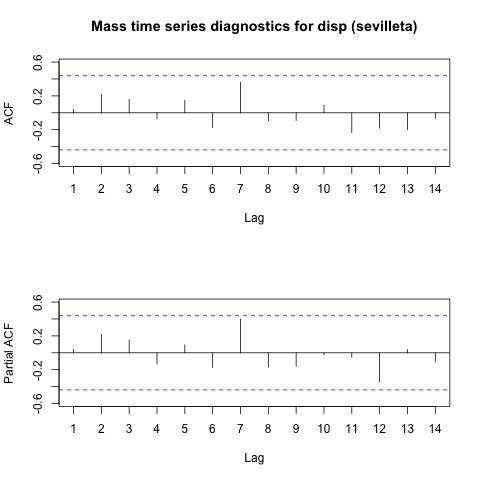 Mass time series diagnostics for disp (sevilleta)
ACF
0.6
0.2
-0.2
-0.6
1 2 3 4 5 6 7 8 9 10 11 12 13 14
Lag
Partial ACF
0.6
0.2
-0.2
-0.6
1 2 3 4 5 6 7 8 9 10 11 12 13 14
Lag